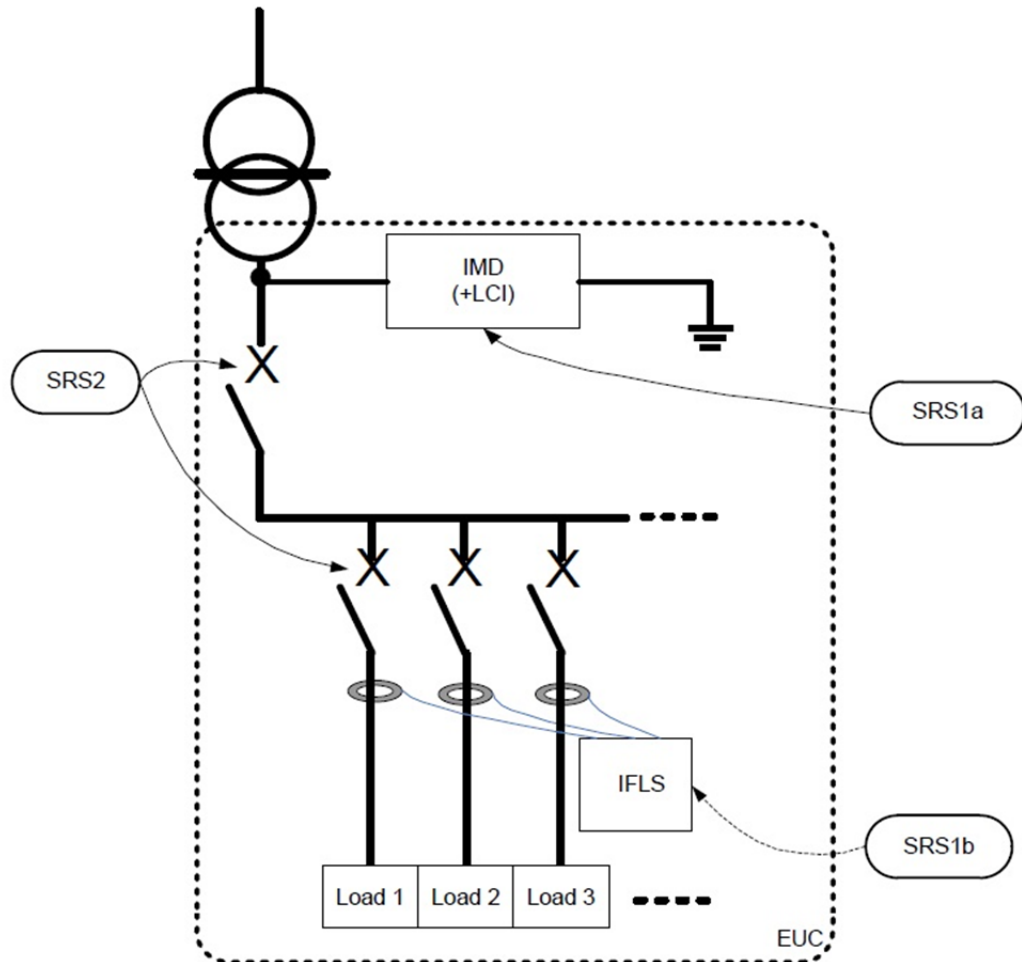 IMD
(+LCI)
SRS2
SRS1a
IFLS
SRS1b
Load 1
Load 2
Load 3
EUC